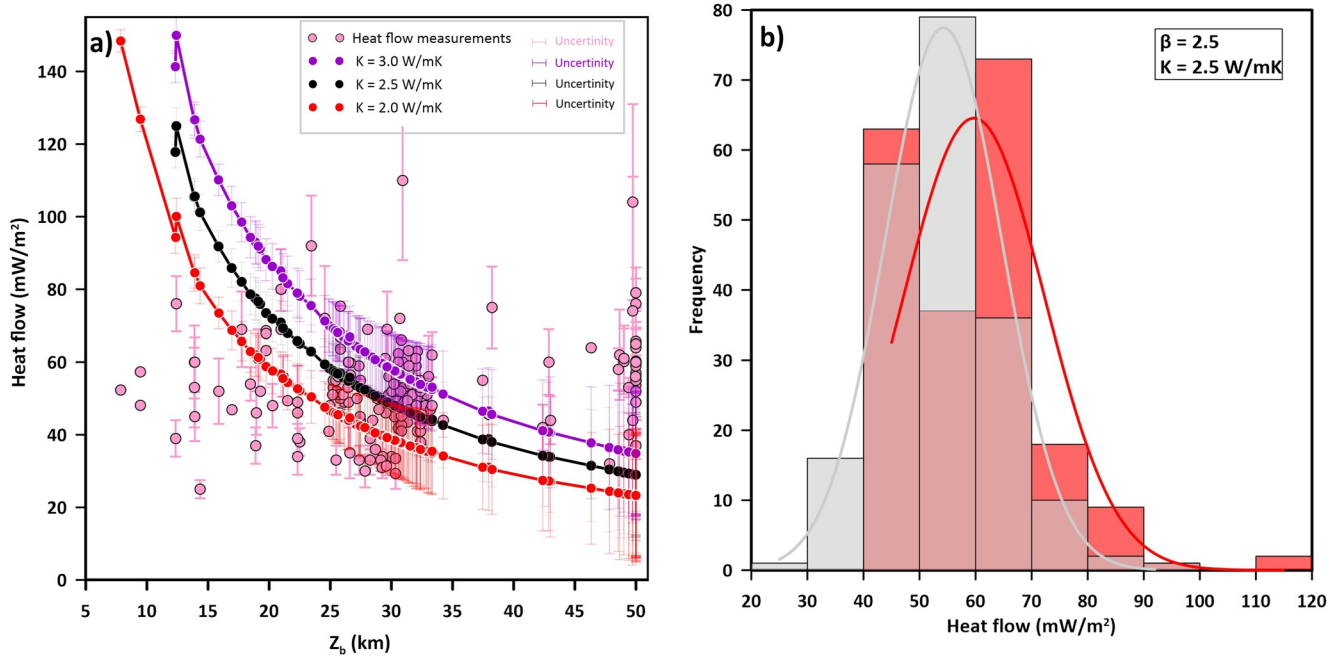 a)
Heat flow measurements
K = 3.0 W/mK
K = 2.5 W/mK
K = 2.0 W/mK
Uncertinity
Uncertinity
Uncertinity
Uncertinity
Heat flow (mW/m²)
140
120
100
80
60
40
20
0
5 10 15 20 25 30 35 40 45 50
Z_b (km)
b)
β = 2.5
K = 2.5 W/mK
Frequency
80
70
60
50
40
30
20
10
0
20 30 40 50 60 70 80 90 100 110 120
Heat flow (mW/m²)